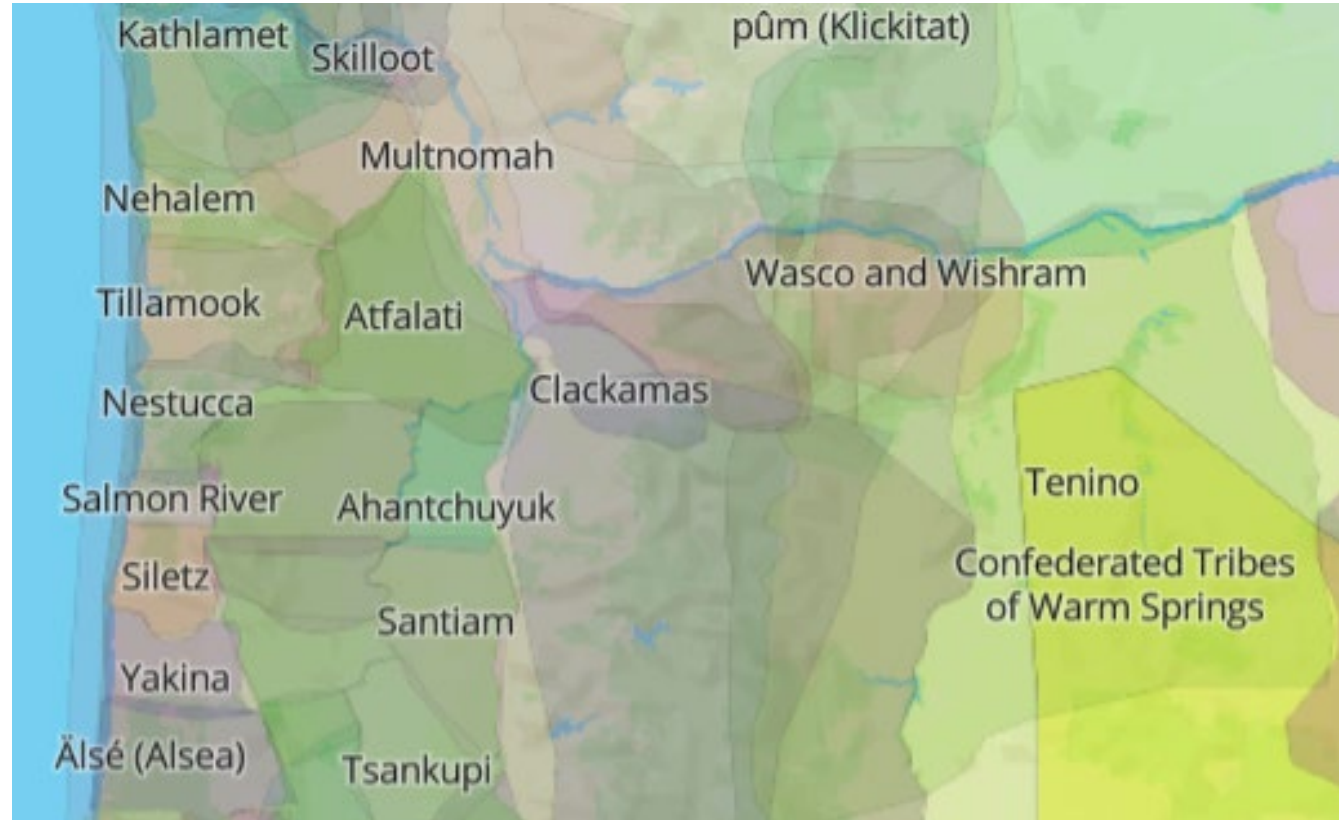 Kathlamet
Skilloot
pûm (Klickitat)
Multnomah
Nehalem
Tillamook
Atfalati
Wasco and Wishram
Nestucca
Clackamas
Salmon River
Ahantchuyuk
Tenino
Siletz
Santiam
Confederated Tribes
of Warm Springs
Yakina
Älsé (Alsea)
Tsankupi